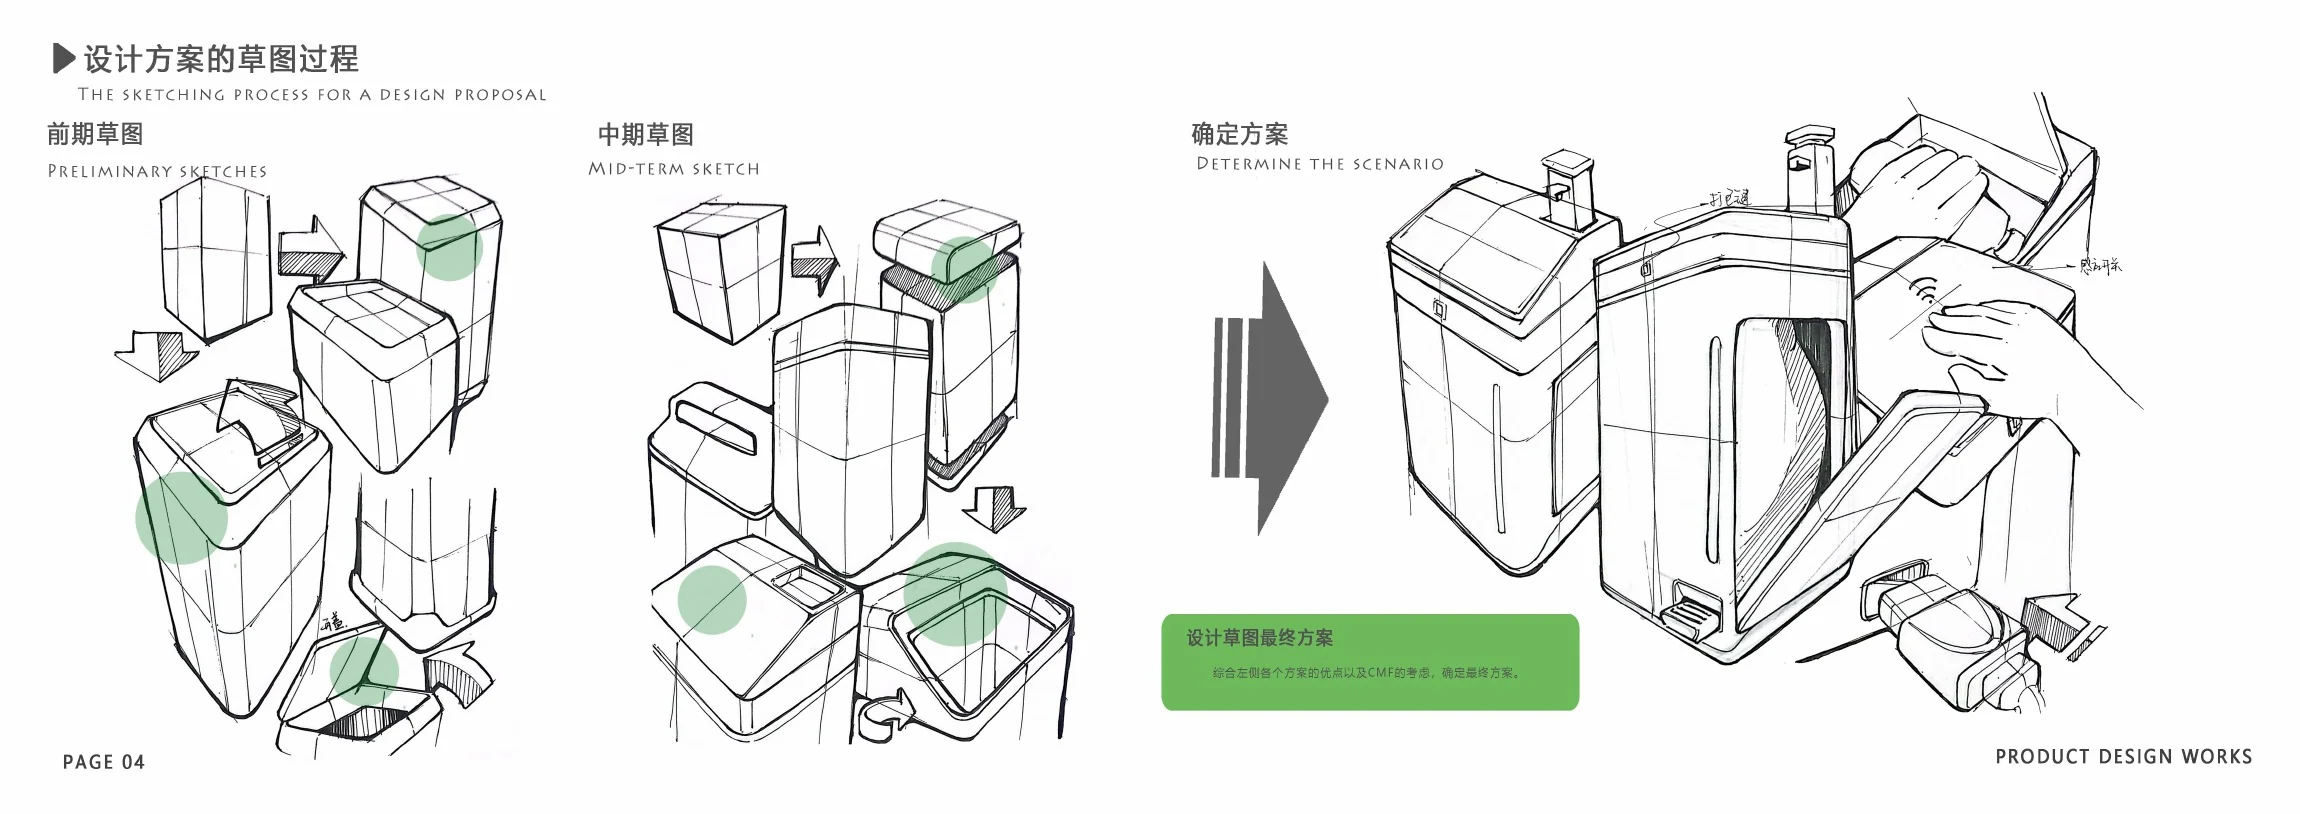 设计方案的草图过程
THE SKETCHING PROCESS FOR A DESIGN PROPOSAL
前期草图
PRELIMINARY SKETCHES
中期草图
MID-TERM SKETCH
确定方案
DETERMINE THE SCENARIO
设计草图最终方案
综合左侧各个方案的优点以及CMF的考虑，确定最终方案。
PAGE 04
PRODUCT DESIGN WORKS